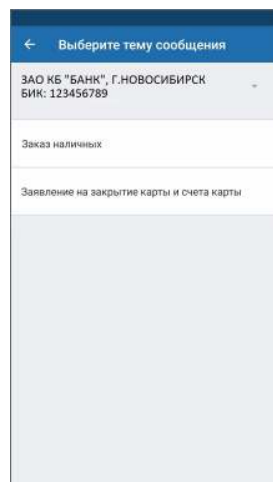 Выберите тему сообщения
ЗАО КБ "БАНК", Г.НОВОСИБИРСК
БИК: 123456789
Заказ наличных
Заявление на закрытие карты и счета карты